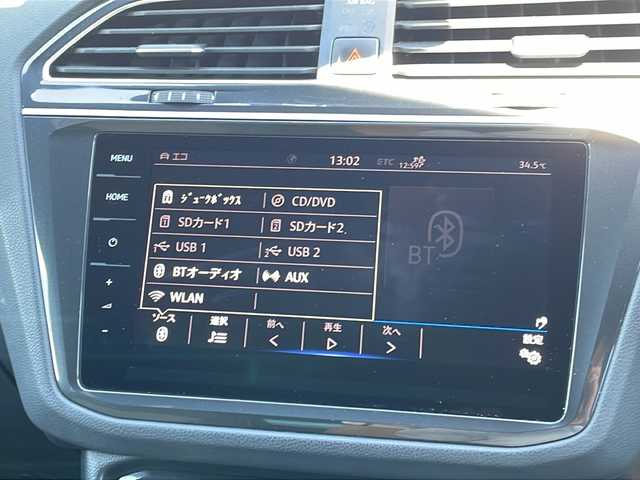 MENU
エコ
13:02
ETC
12:59
34.5℃
HOME
ジュークボックス
CD/DVD
SDカード1
SDカード2
USB 1
USB 2
BTオーディオ
AUX
WLAN
BT
ソース
選択
前へ
再生
次へ
設定